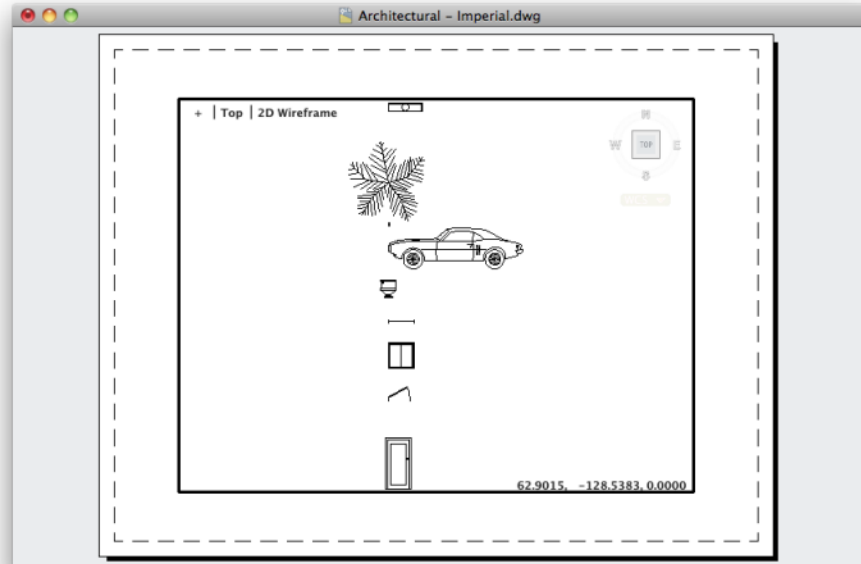 Architectural - Imperial.dwg
+ | Top | 2D Wireframe
N
W TOP E
S
62.9015, -128.5383, 0.0000